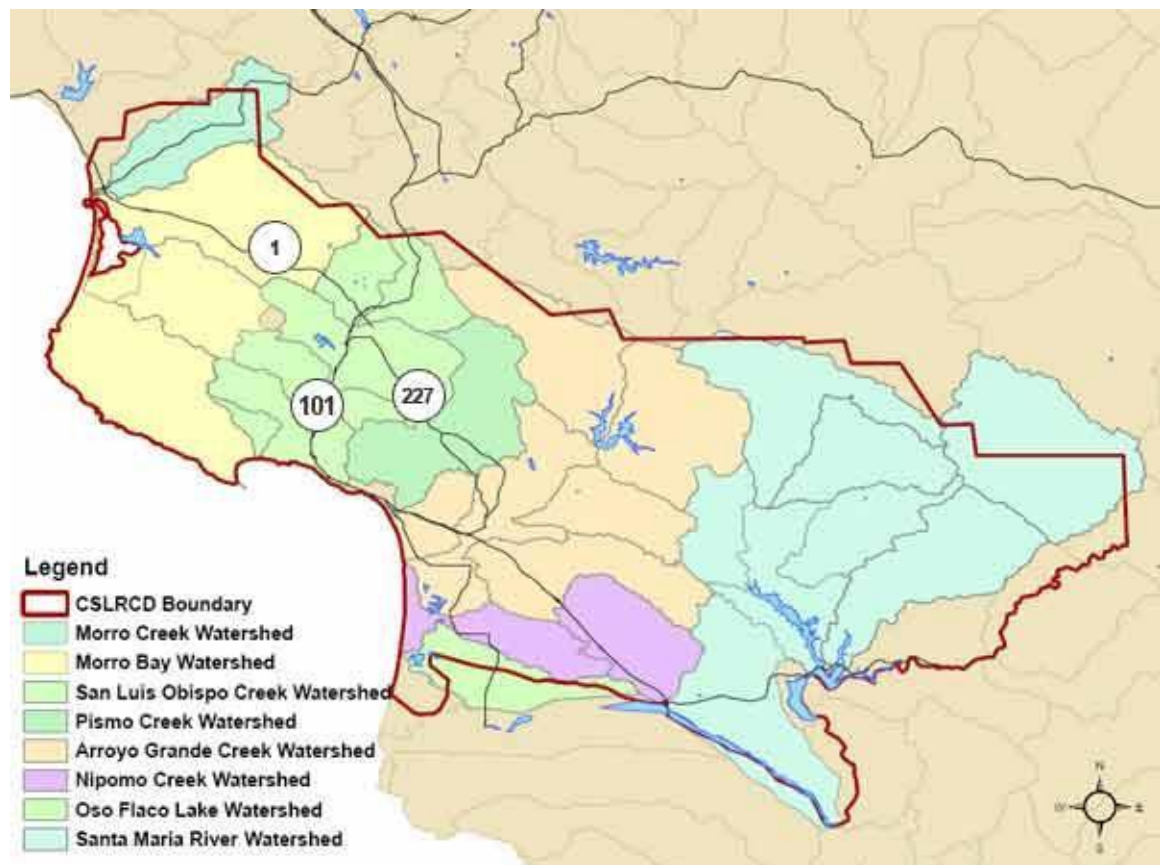 1
101
227
Legend
CSLRCD Boundary
Morro Creek Watershed
Morro Bay Watershed
San Luis Obispo Creek Watershed
Pismo Creek Watershed
Arroyo Grande Creek Watershed
Nipomo Creek Watershed
Oso Flaco Lake Watershed
Santa Maria River Watershed
N
W
E
S